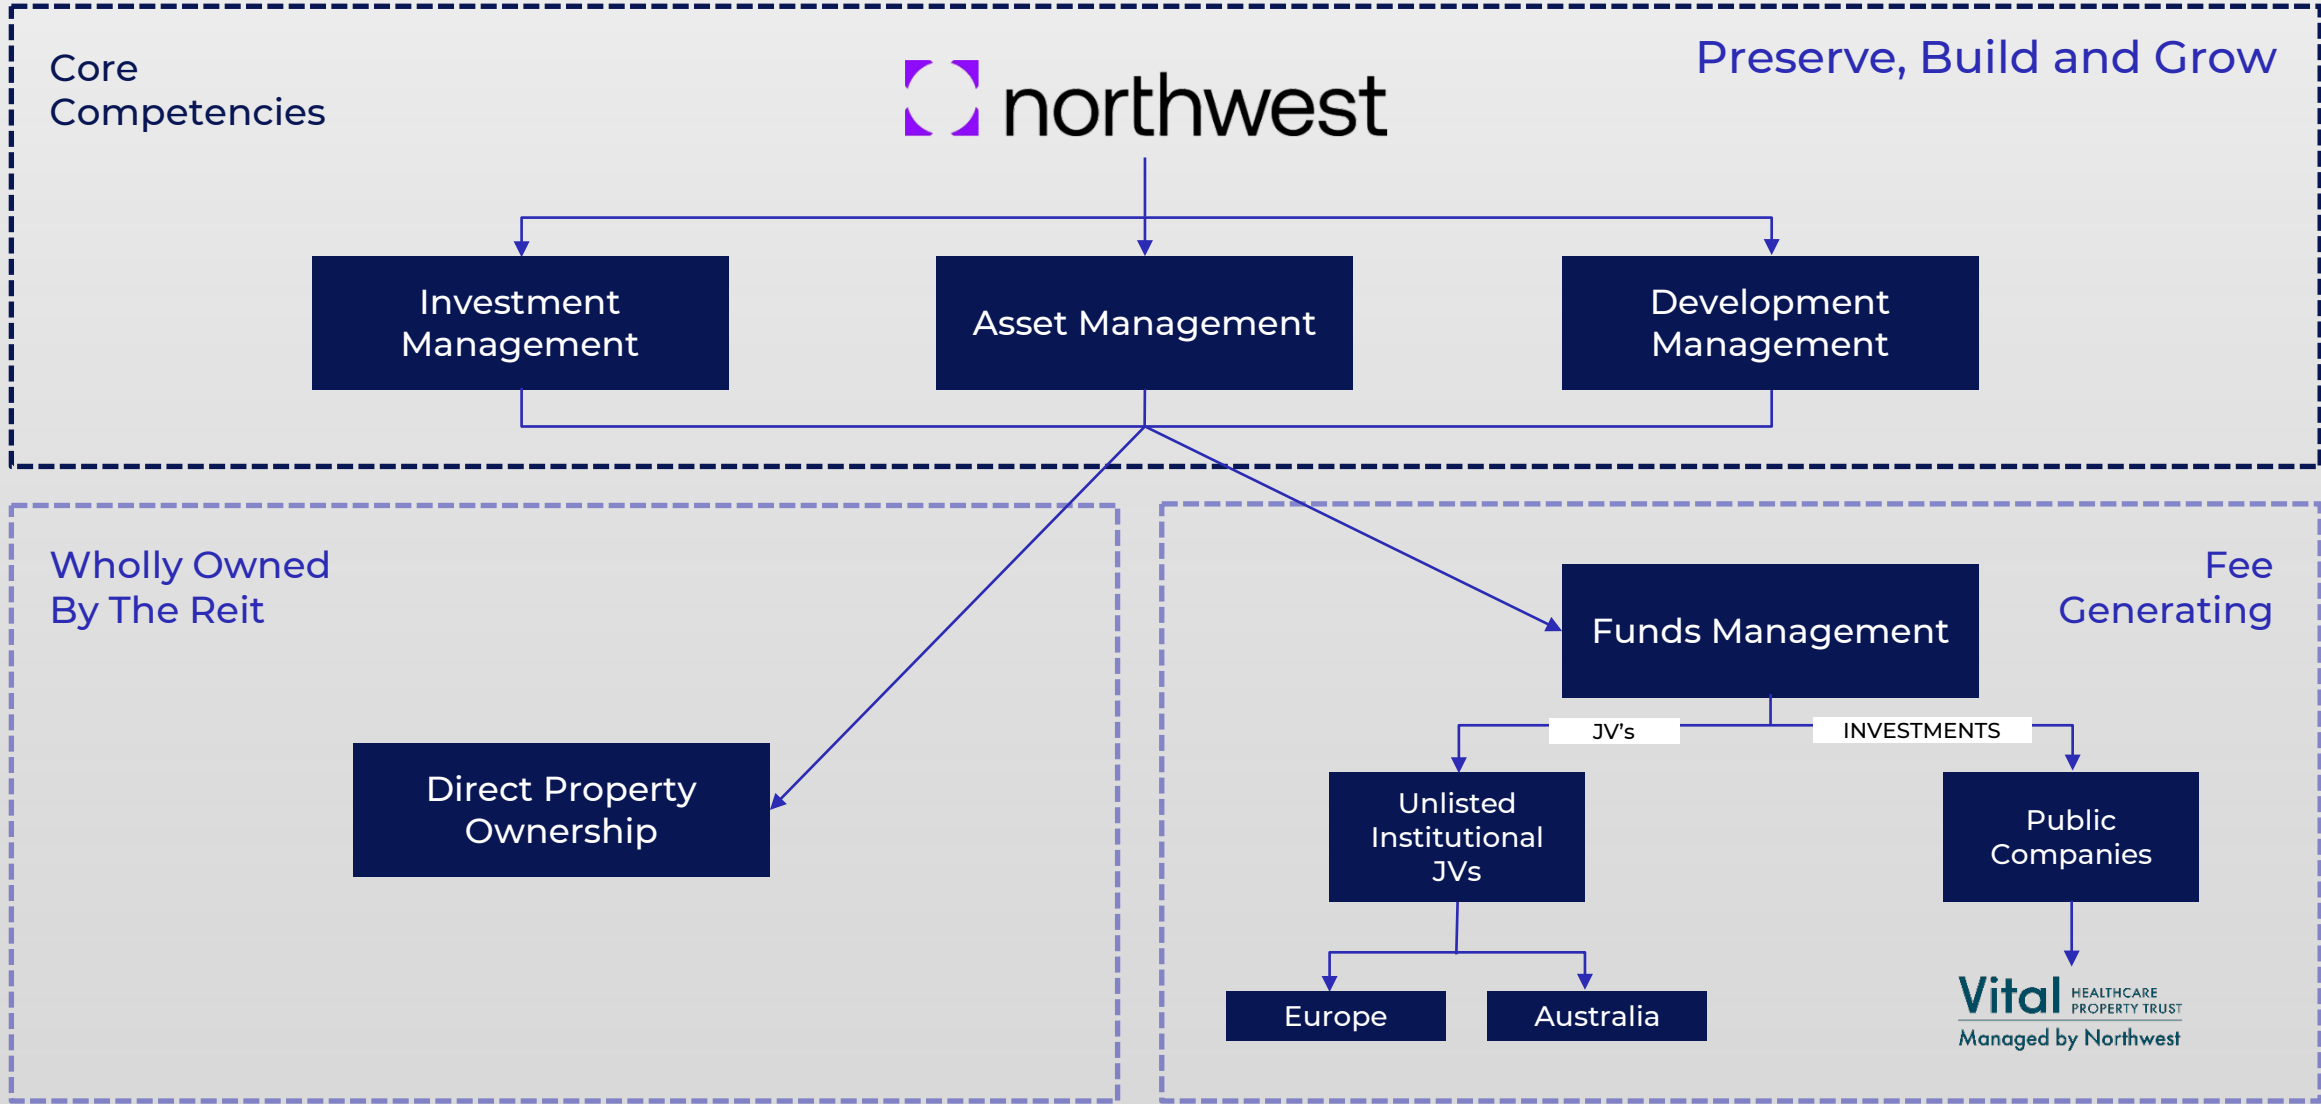 Core
Competencies
northwest
Preserve, Build and Grow
Investment
Management
Asset Management
Development
Management
Wholly Owned
By The Reit
Fee
Generating
Funds Management
JV’s
INVESTMENTS
Direct Property
Ownership
Unlisted
Institutional
JVs
Public
Companies
Europe
Australia
Vital HEALTHCARE
PROPERTY TRUST
Managed by Northwest